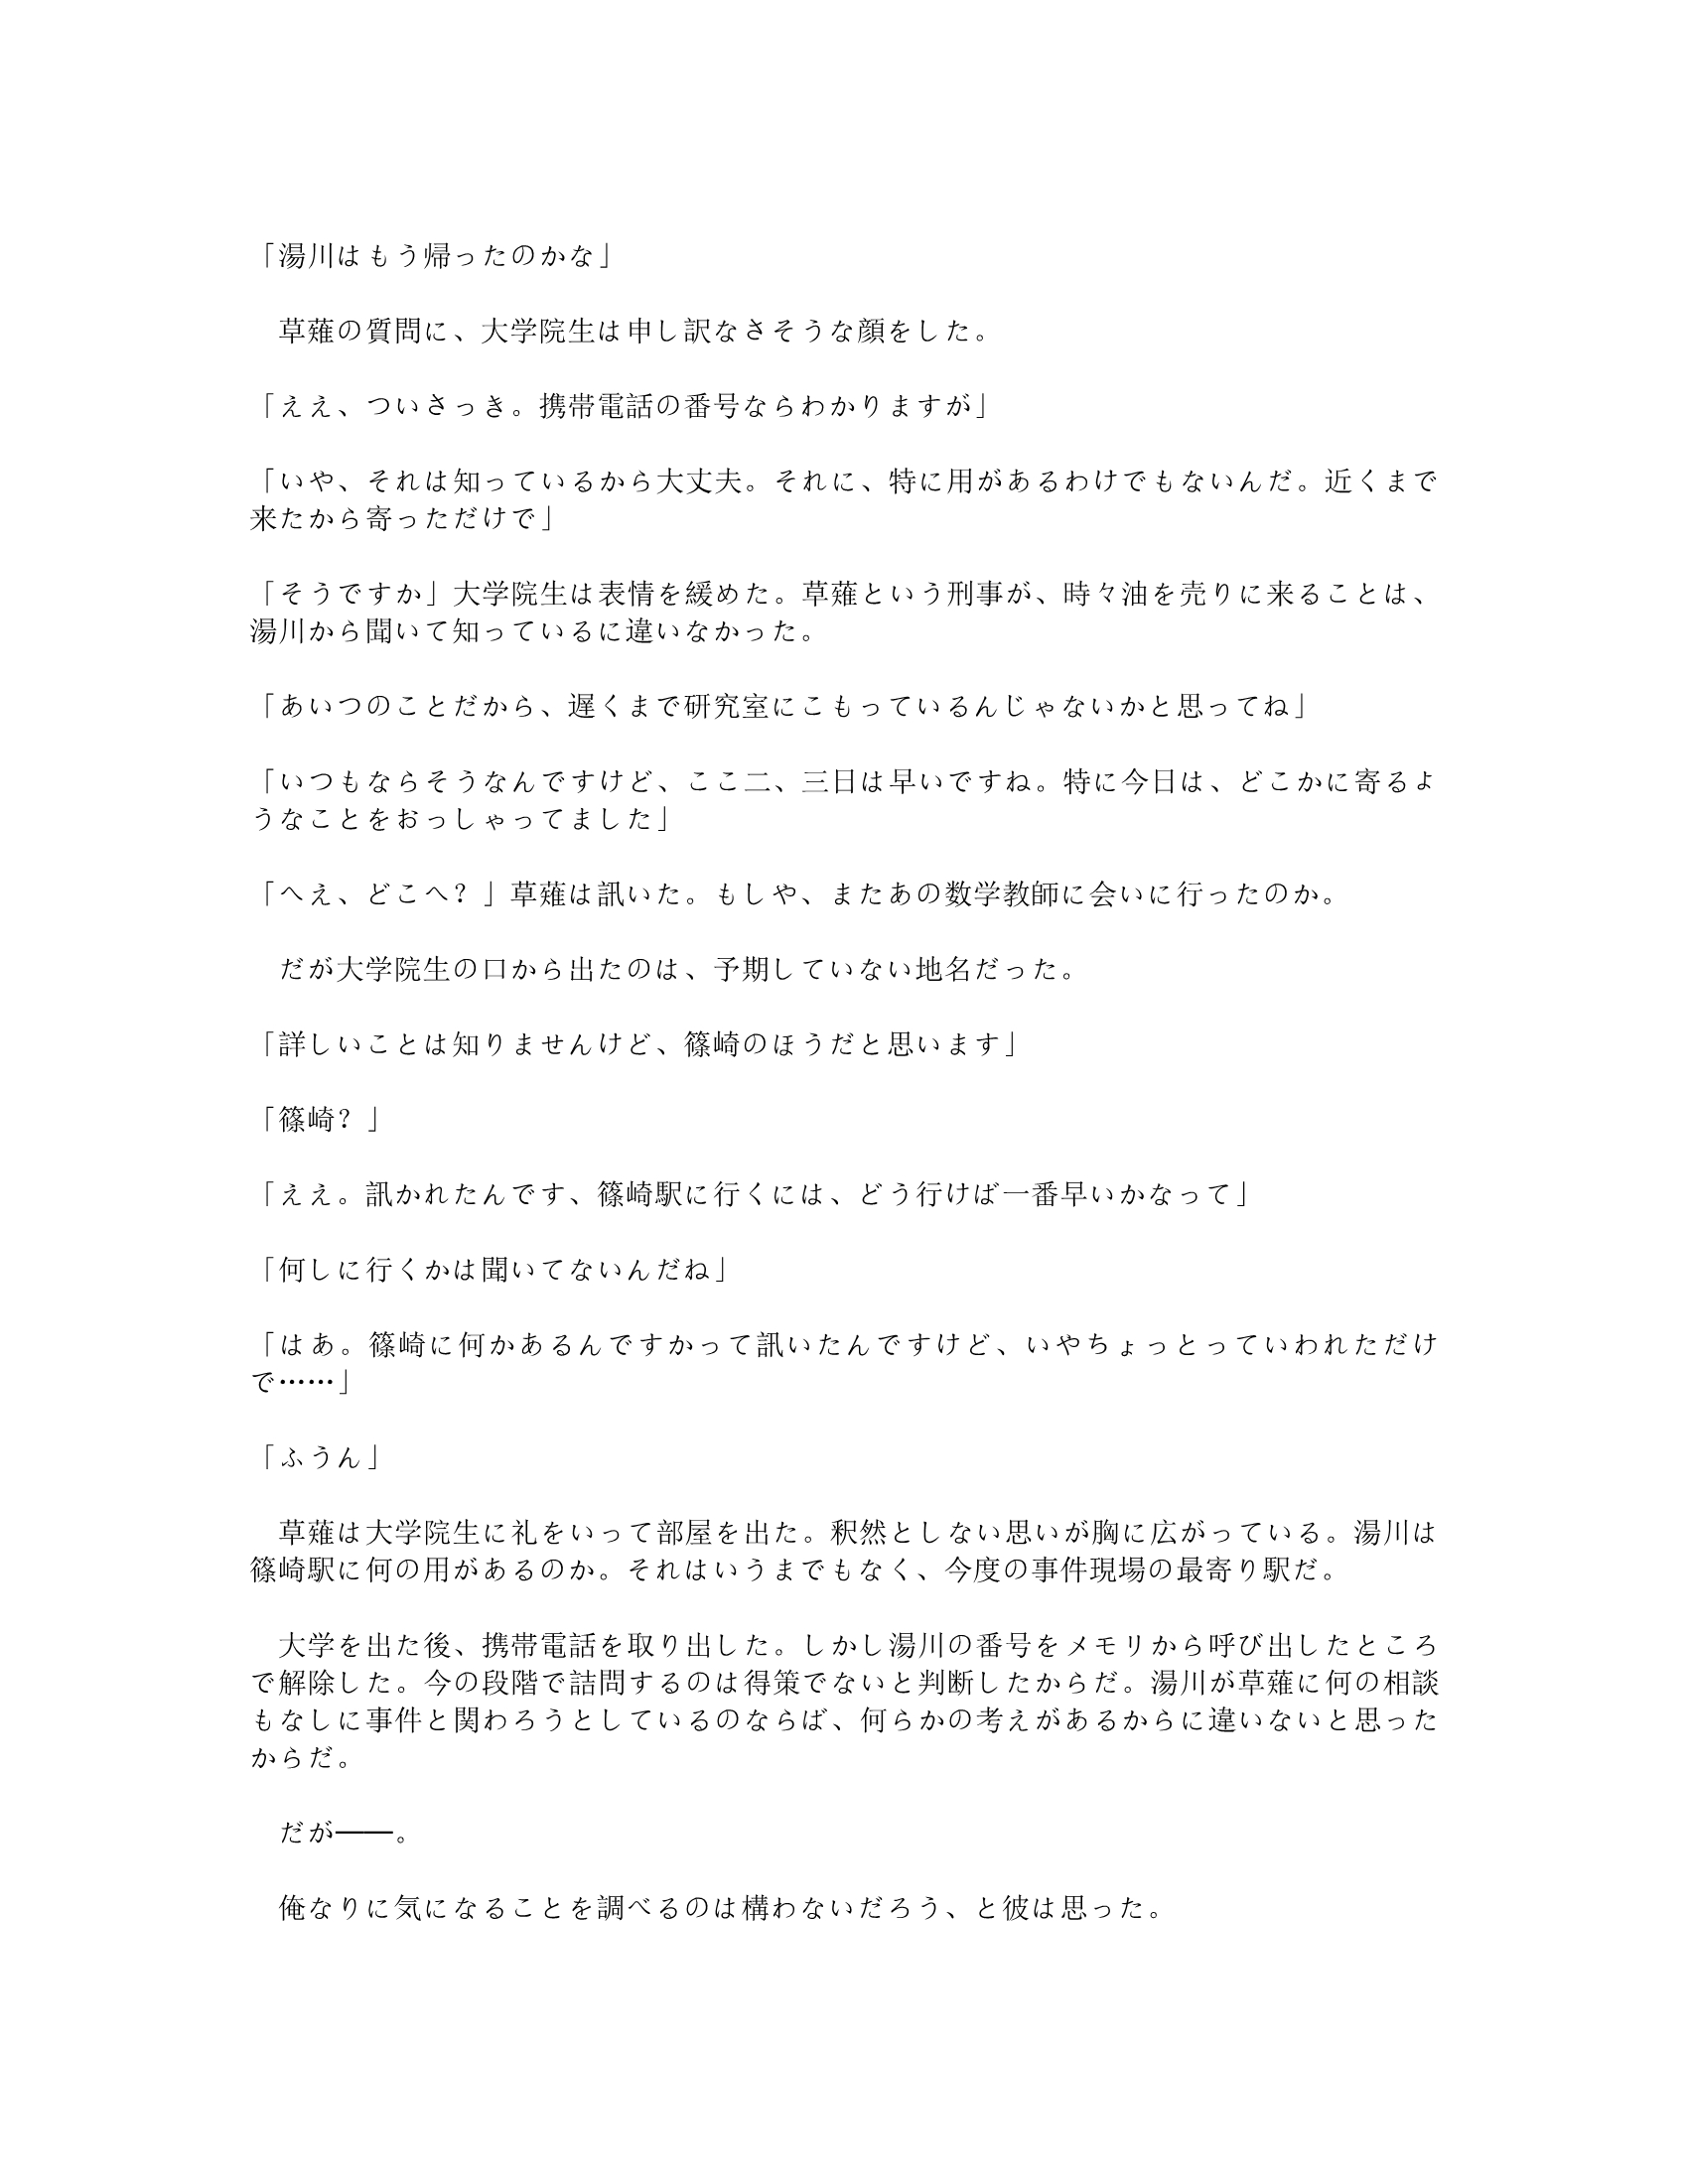 「湯川はもう帰ったのかな」
　草薙の質問に、大学院生は申し訳なさそうな顔をした。
「ええ、ついさっき。携帯電話の番号ならわかりますが」
「いや、それは知っているから大丈夫。それに、特に用があるわけでもないんだ。近くまで
来たから寄っただけで」
「そうですか」大学院生は表情を緩めた。草薙という刑事が、時々油を売りに来ることは、
湯川から聞いて知っているに違いなかった。
「あいつのことだから、遅くまで研究室にこもっているんじゃないかと思ってね」
「いつもならそうなんですけど、ここ二、三日は早いですね。特に今日は、どこかに寄るよ
うなことをおっしゃってました」
「へえ、どこへ？」草薙は訊いた。もしや、またあの数学教師に会いに行ったのか。
　だが大学院生の口から出たのは、予期していない地名だった。
「詳しいことは知りませんけど、篠崎のほうだと思います」
「篠崎？」
「ええ。訊かれたんです、篠崎駅に行くには、どう行けば一番早いかなって」
「何しに行くかは聞いてないんだね」
「はあ。篠崎に何かあるんですかって訊いたんですけど、いやちょっとっていわれただけ
で……」
「ふうん」
　草薙は大学院生に礼をいって部屋を出た。釈然としない思いが胸に広がっている。湯川は
篠崎駅に何の用があるのか。それはいうまでもなく、今度の事件現場の最寄り駅だ。
　大学を出た後、携帯電話を取り出した。しかし湯川の番号をメモリから呼び出したところ
で解除した。今の段階で詰問するのは得策でないと判断したからだ。湯川が草薙に何の相談
もなしに事件と関わろうとしているのならば、何らかの考えがあるからに違いないと思った
からだ。
　だが――。
　俺なりに気になることを調べるのは構わないだろう、と彼は思った。